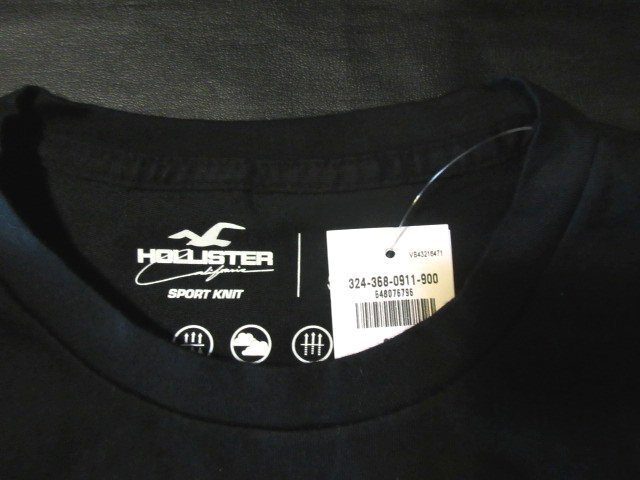 HOLLISTER
California
SPORT KNIT
VS43216471
324-368-0911-900
648076796